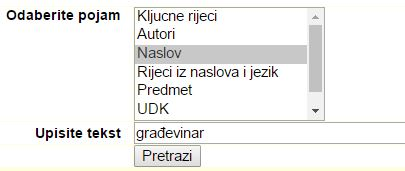 Odaberite pojam
Kljucne rijeci
Autori
Naslov
Rijeci iz naslova i jezik
Predmet
UDK
Upisite tekst građevinar
Pretrazi